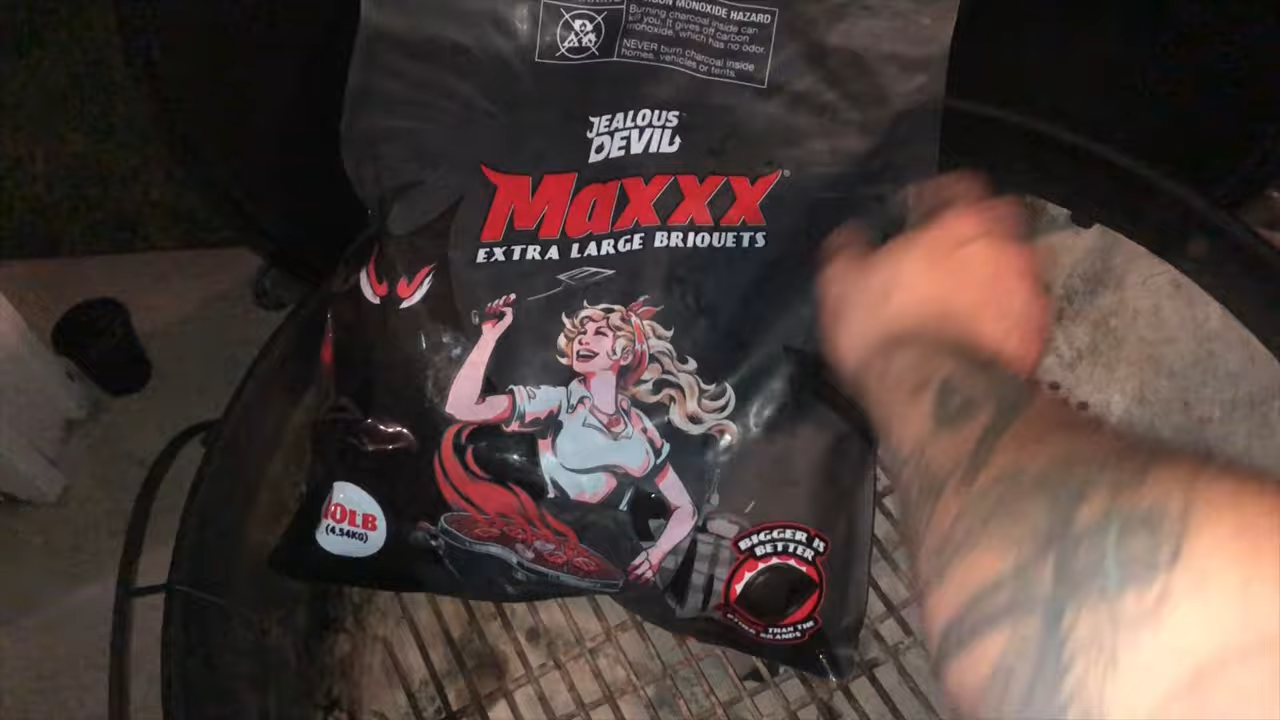 MONOXIDE HAZARD
Burning charcoal inside can
kill you. It gives off carbon
monoxide, which has no odor.
NEVER burn charcoal inside
homes, vehicles or tents.
JEALOUS
DEVIL
MaXXX®
EXTRA LARGE BRIQUETS
10LB
(4.54KG)
BIGGER IS
BETTER
THAN THE
BRANDS